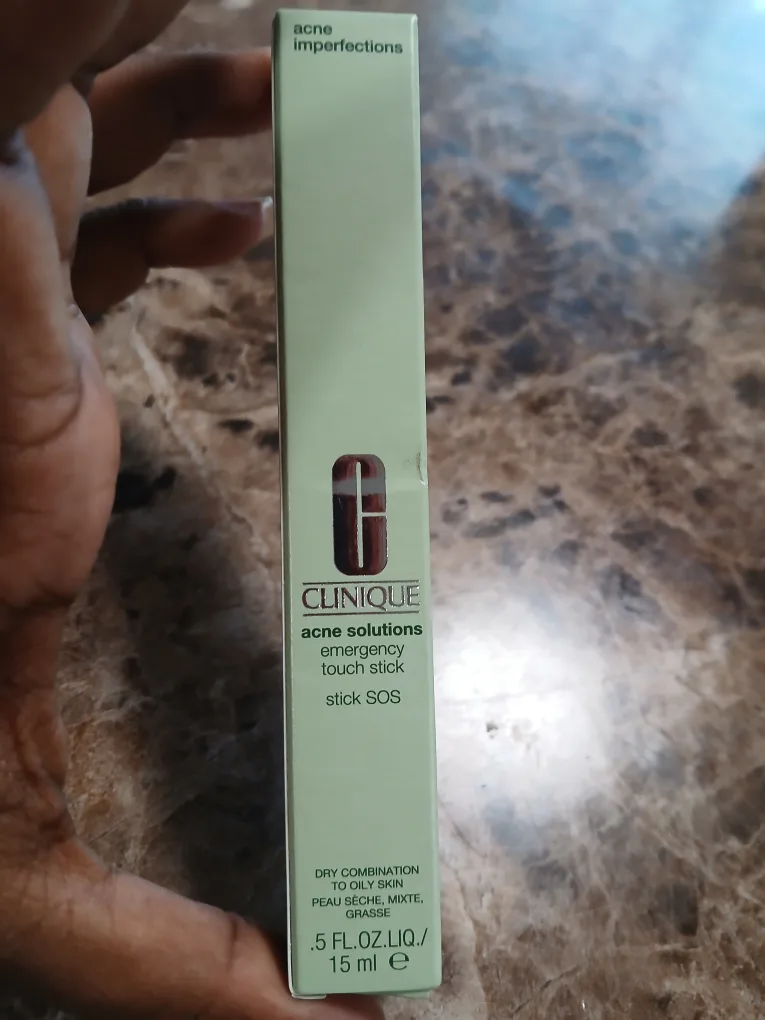 acne
imperfections
CLINIQUE
acne solutions
emergency
touch stick
stick SOS
DRY COMBINATION
TO OILY SKIN
PEAU SÈCHE, MIXTE,
GRASSE
.5 FL.OZ.LIQ./
15 ml ℮